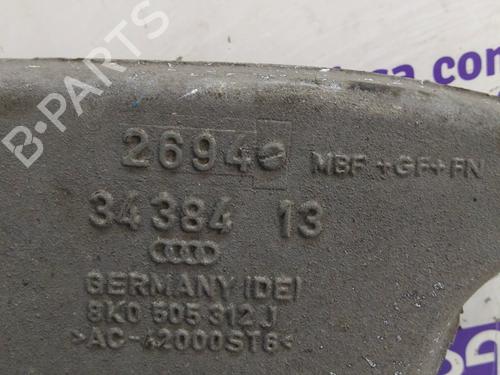 B-PARTS
2694 MBF +GF+ FN
34384 13
GERMANY (DE)
8K0 505 312 J
>AC-42000ST6<